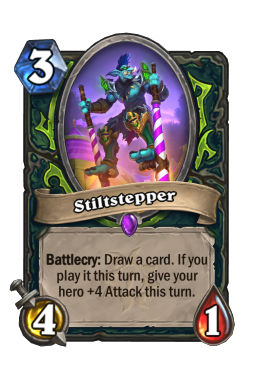 3
Stiltstepper
Battlecry: Draw a card. If you
play it this turn, give your
hero +4 Attack this turn.
4
1